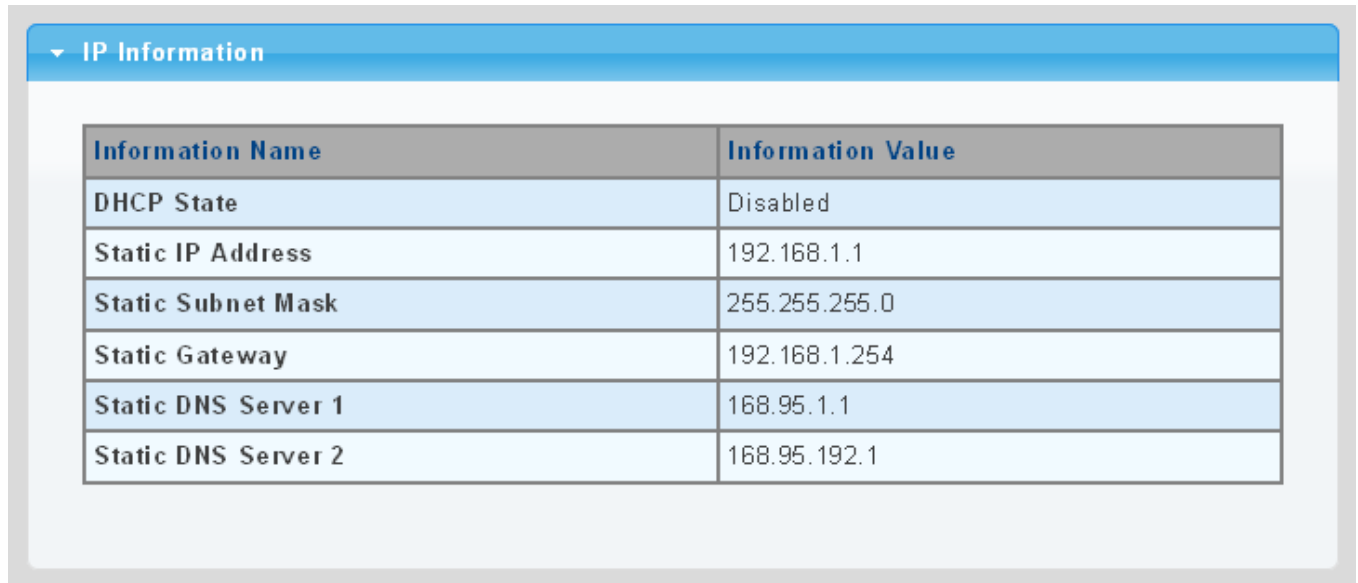 IP Information
Information Name Information Value
DHCP State Disabled
Static IP Address 192.168.1.1
Static Subnet Mask 255.255.255.0
Static Gateway 192.168.1.254
Static DNS Server 1 168.95.1.1
Static DNS Server 2 168.95.192.1